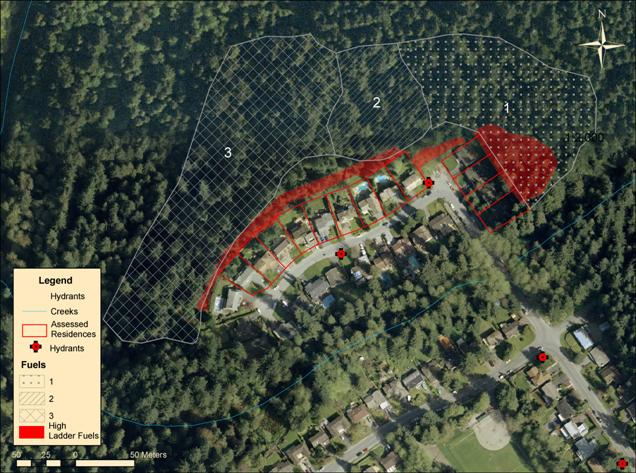 N
1
2
3
Legend
Hydrants
Creeks
Assessed
Residences
Hydrants
Fuels
1
2
3
High
Ladder Fuels
50 25 0 50 Meters